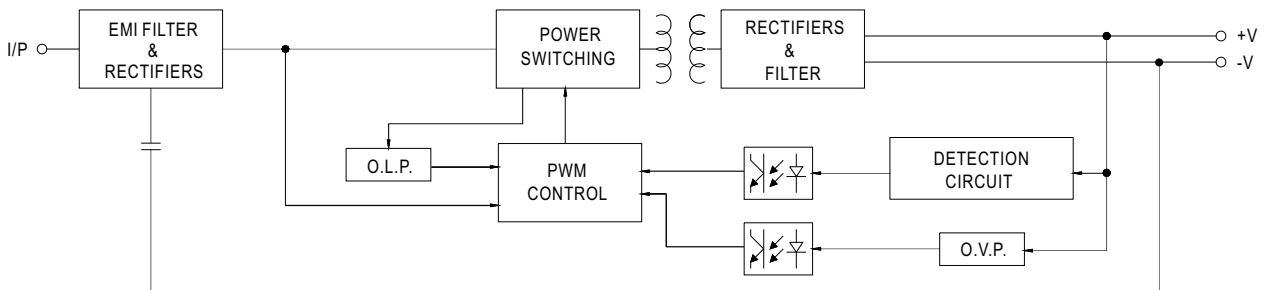 I/P
EMI FILTER
&
RECTIFIERS
POWER
SWITCHING
RECTIFIERS
&
FILTER
+V
-V
O.L.P.
PWM
CONTROL
DETECTION
CIRCUIT
O.V.P.